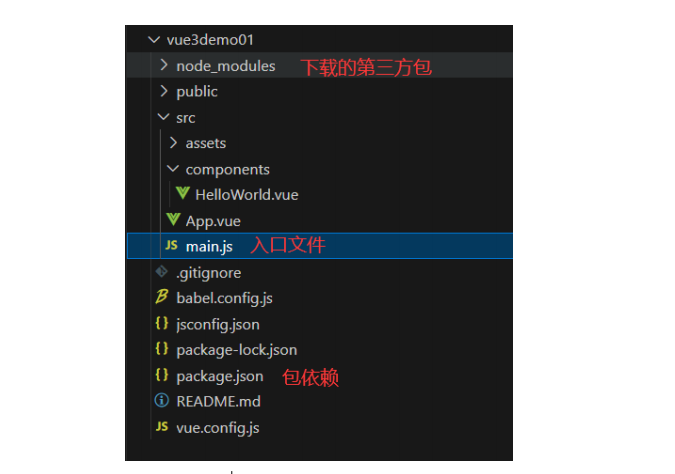 vue3demo01
node_modules 下载的第三方包
public
src
assets
components
HelloWorld.vue
App.vue
JS main.js 入口文件
.gitignore
babel.config.js
{} jsconfig.json
{} package-lock.json
{} package.json 包依赖
README.md
JS vue.config.js